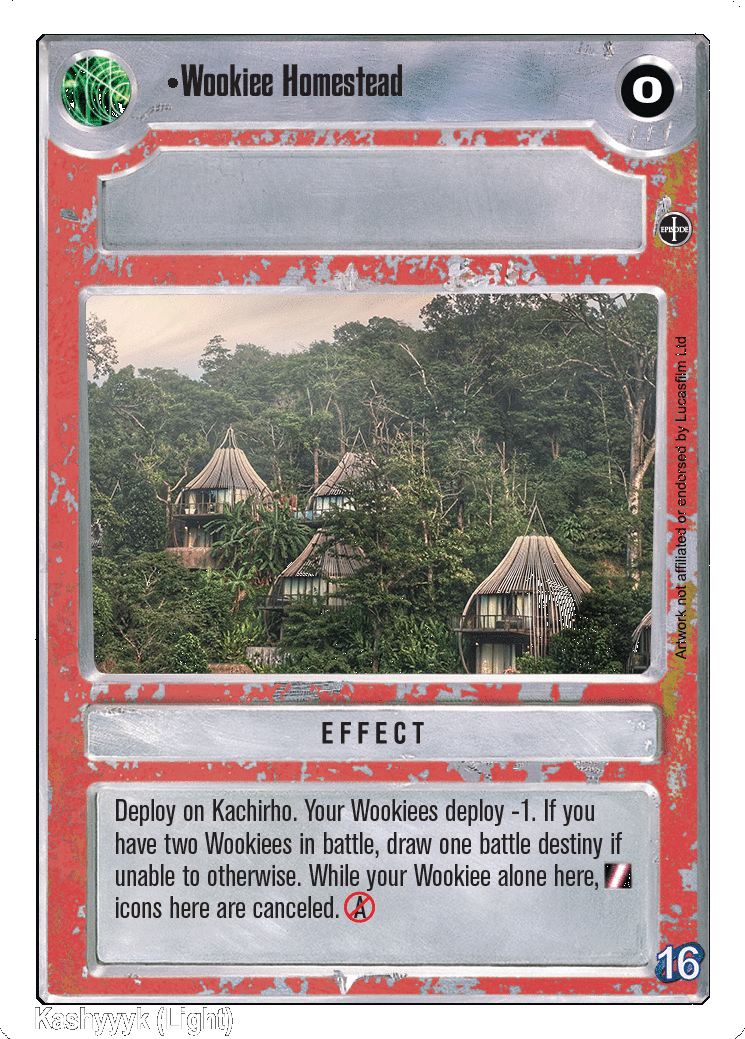 •Wookiee Homestead
0
EPISODE
I
Artwork not affiliated or endorsed by Lucasfilm Ltd
EFFECT
Deploy on Kachirho. Your Wookiees deploy -1. If you
have two Wookiees in battle, draw one battle destiny if
unable to otherwise. While your Wookiee alone here,
icons here are canceled. A
16
Kashyyyk (Light)